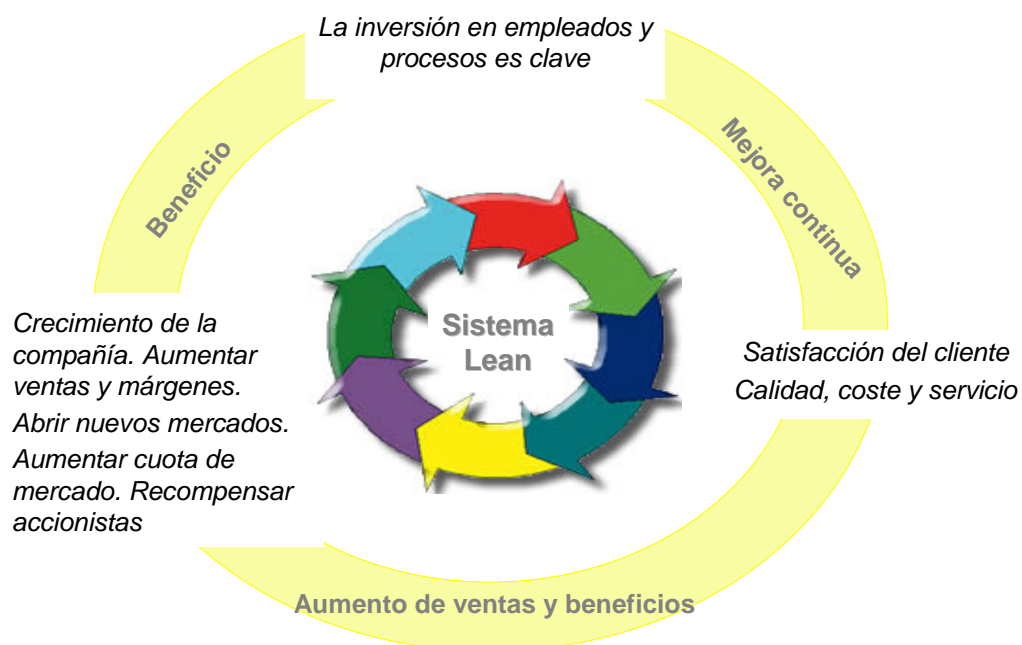 La inversión en empleados y
procesos es clave
Beneficio
Mejora continua
Sistema
Lean
Crecimiento de la
compañía. Aumentar
ventas y márgenes.
Abrir nuevos mercados.
Aumentar cuota de
mercado. Recompensar
accionistas
Satisfacción del cliente
Calidad, coste y servicio
Aumento de ventas y beneficios